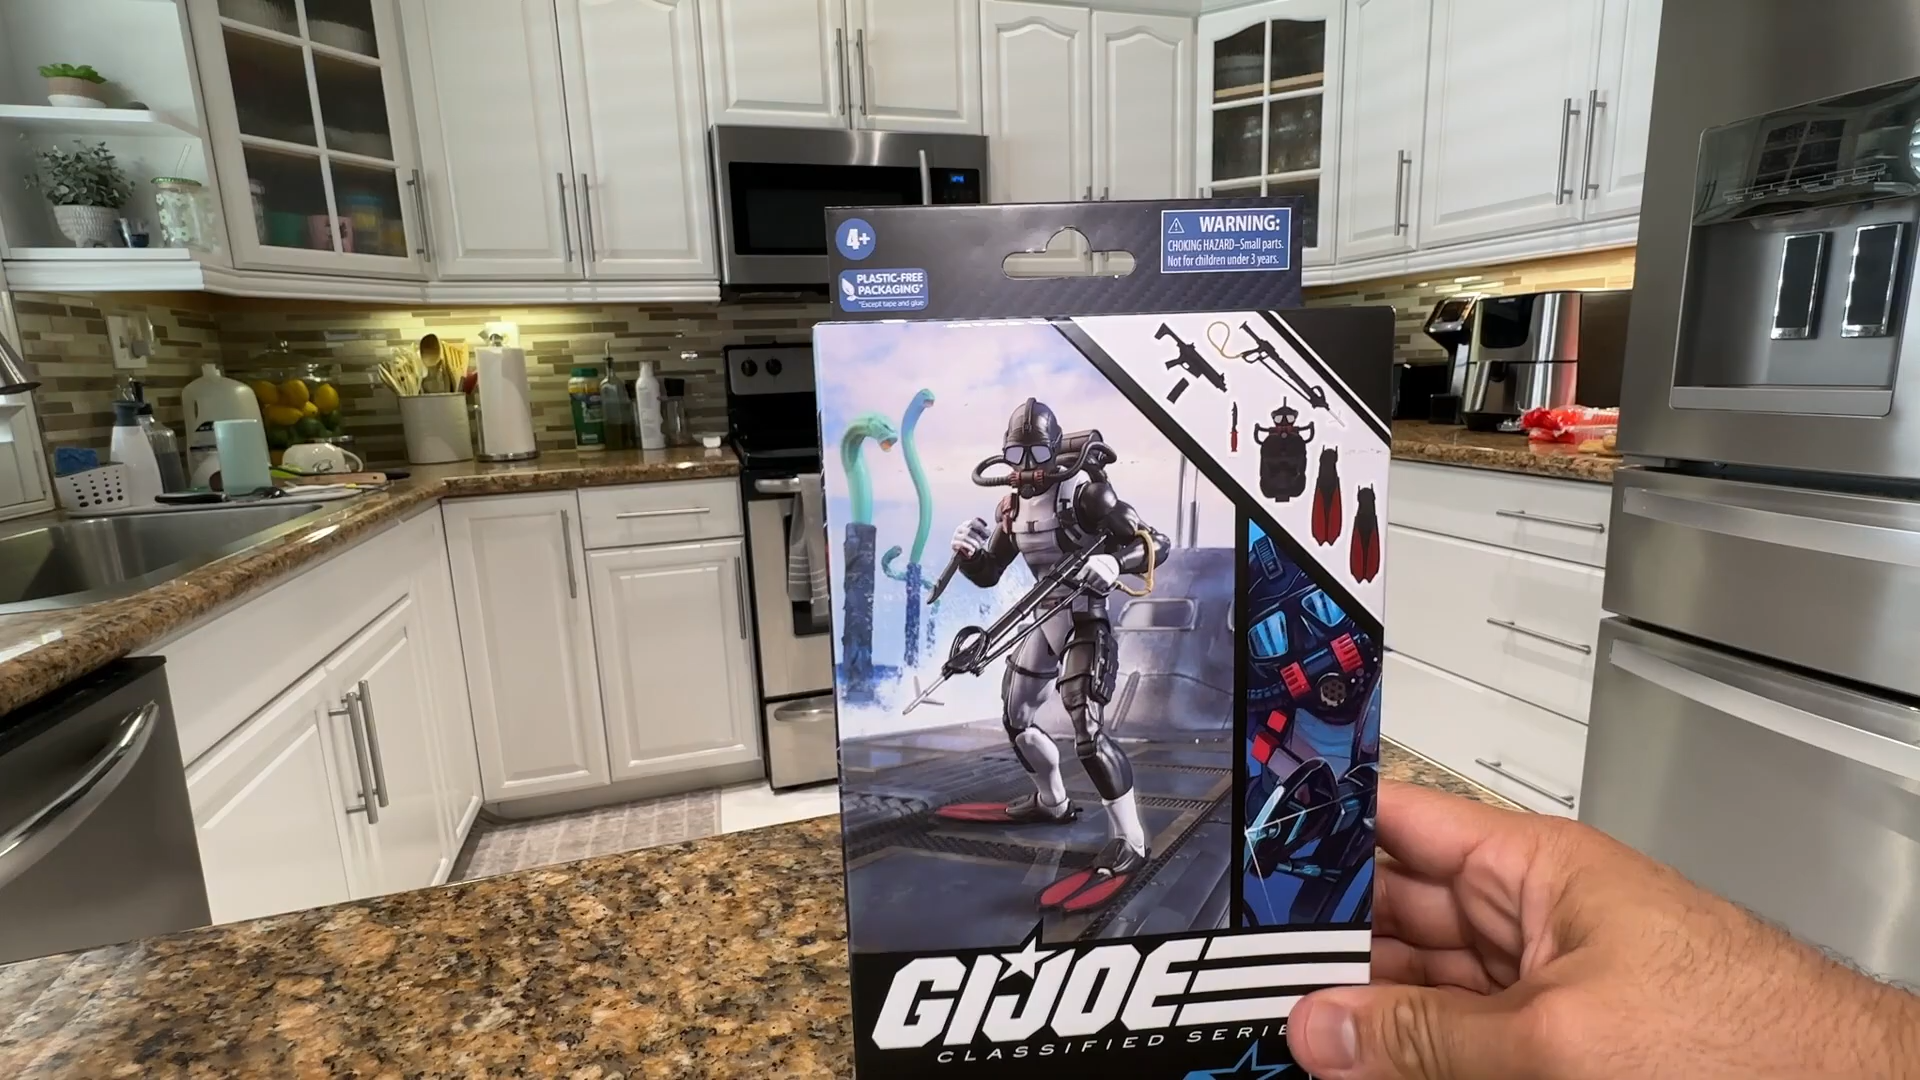 4+
PLASTIC-FREE
PACKAGING*
*Except tape and glue
WARNING:
CHOKING HAZARD–Small parts.
Not for children under 3 years.
GI JOE
CLASSIFIED SERIE